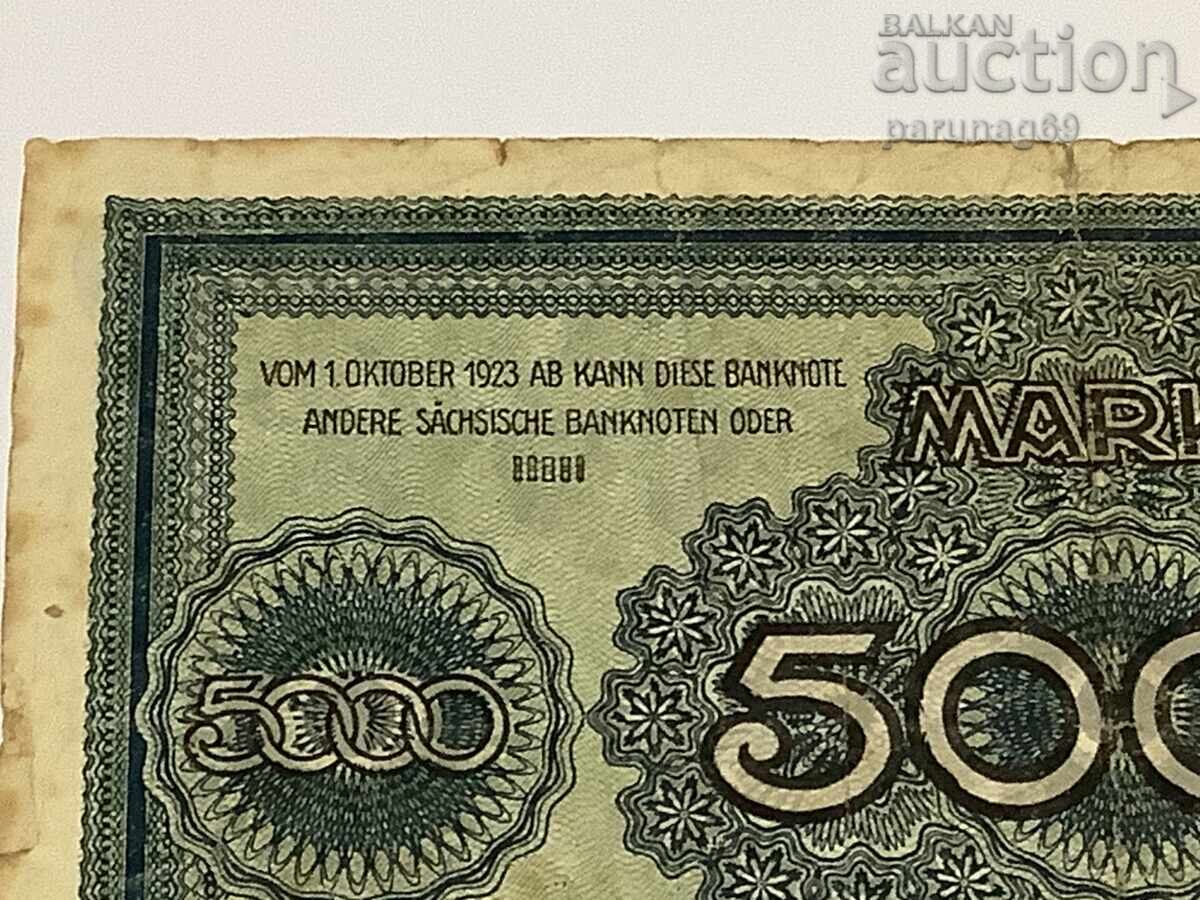 BALKAN
auction
parunag69
VOM 1. OKTOBER 1923 AB KANN DIESE BANKNOTE
ANDERE SÄCHSISCHE BANKNOTEN ODER
MARK
5000
500